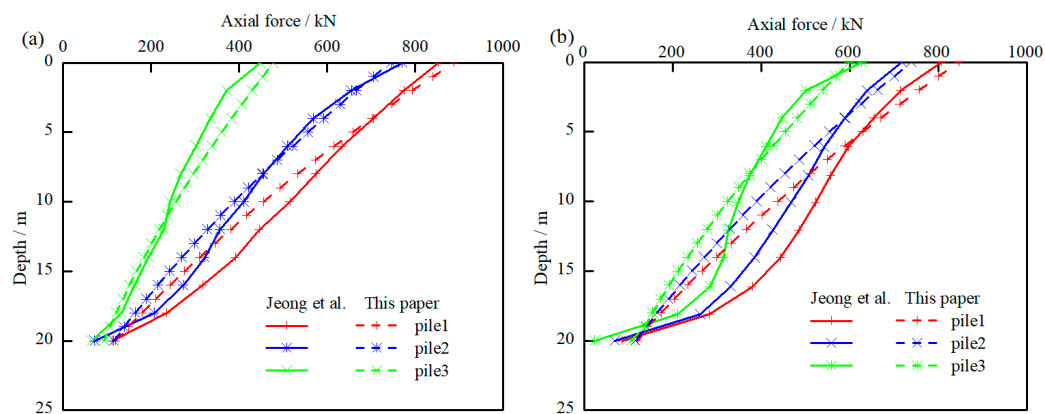 (a)
Axial force / kN
0 200 400 600 800 1000
0
5
10
15
20
25
Depth / m
Jeong et al. This paper
pile1
pile2
pile3
(b)
Axial force / kN
0 200 400 600 800 1000
0
5
10
15
20
25
Depth / m
Jeong et al. This paper
pile1
pile2
pile3